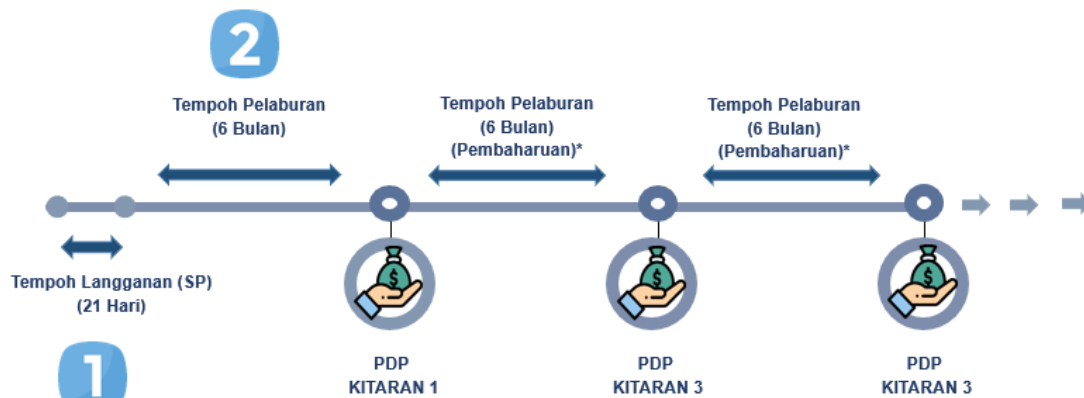 2
Tempoh Pelaburan
(6 Bulan)
Tempoh Pelaburan
(6 Bulan)
(Pembaharuan)*
Tempoh Pelaburan
(6 Bulan)
(Pembaharuan)*
Tempoh Langganan (SP)
(21 Hari)
1
$
$
$
PDP
KITARAN 1
PDP
KITARAN 3
PDP
KITARAN 3